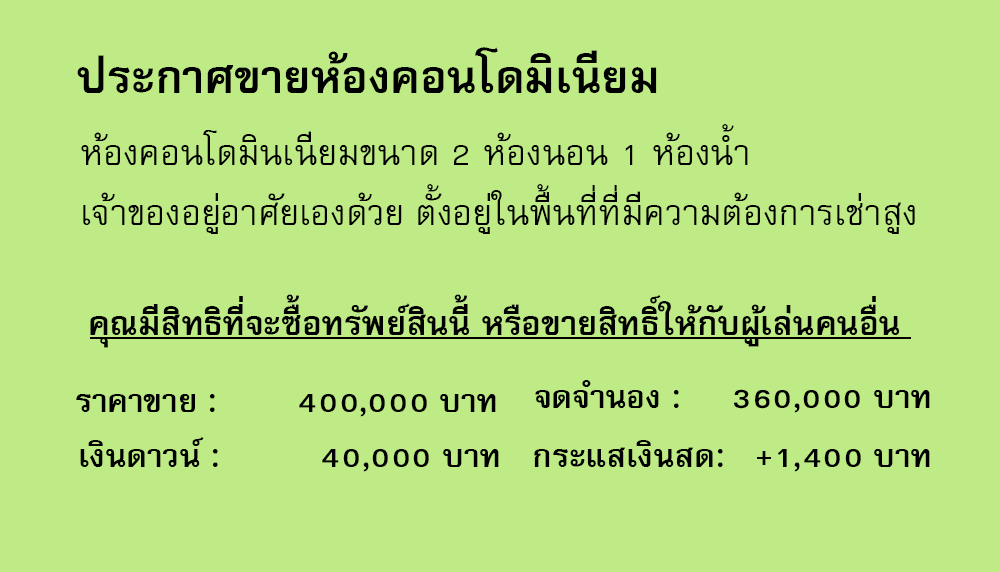 ประกาศขายห้องคอนโดมิเนียม
ห้องคอนโดมินเนียมขนาด 2 ห้องนอน 1 ห้องน้ำ
เจ้าของอยู่อาศัยเองด้วย ตั้งอยู่ในพื้นที่ที่มีความต้องการเช่าสูง
คุณมีสิทธิที่จะซื้อทรัพย์สินนี้ หรือขายสิทธิ์ให้กับผู้เล่นคนอื่น
ราคาขาย : 400,000 บาท จดจำนอง : 360,000 บาท
เงินดาวน์ : 40,000 บาท กระแสเงินสด: +1,400 บาท